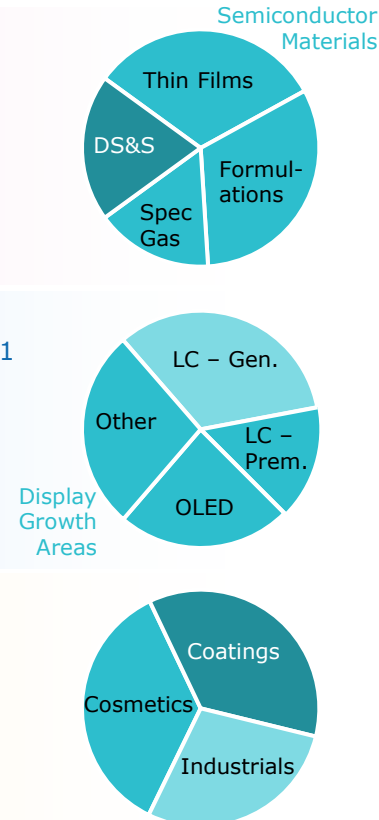 Semiconductor
Materials
Thin Films
DS&S
Formul-
ations
Spec
Gas
1
LC – Gen.
Other
LC –
Prem.
OLED
Display
Growth
Areas
Coatings
Cosmetics
Industrials